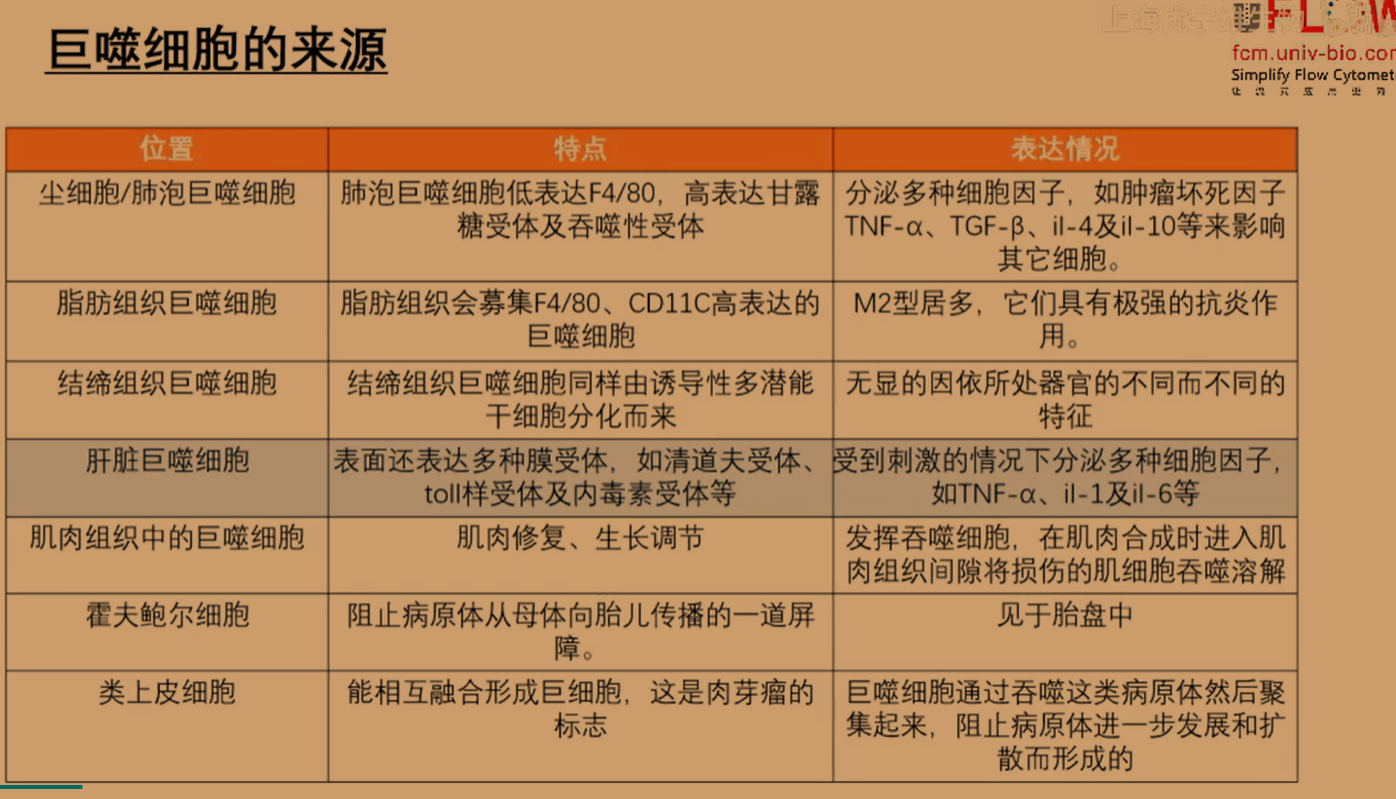 巨噬细胞的来源
fcm.univ-bio.com
Simplify Flow Cytomet
位置
特点
表达情况
尘细胞/肺泡巨噬细胞
肺泡巨噬细胞低表达F4/80，高表达甘露
糖受体及吞噬性受体
分泌多种细胞因子，如肿瘤坏死因子
TNF-α、TGF-β、il-4及il-10等来影响
其它细胞。
脂肪组织巨噬细胞
脂肪组织会募集F4/80、CD11C高表达的
巨噬细胞
M2型居多，它们具有极强的抗炎作
用。
结缔组织巨噬细胞
结缔组织巨噬细胞同样由诱导性多潜能
干细胞分化而来
无显的因依所处器官的不同而不同的
特征
肝脏巨噬细胞
表面还表达多种膜受体，如清道夫受体、
toll样受体及内毒素受体等
受到刺激的情况下分泌多种细胞因子，
如TNF-α、il-1及il-6等
肌肉组织中的巨噬细胞
肌肉修复、生长调节
发挥吞噬细胞，在肌肉合成时进入肌
肉组织间隙将损伤的肌细胞吞噬溶解
霍夫鲍尔细胞
阻止病原体从母体向胎儿传播的一道屏
障。
见于胎盘中
类上皮细胞
能相互融合形成巨细胞，这是肉芽瘤的
标志
巨噬细胞通过吞噬这类病原体然后聚
集起来，阻止病原体进一步发展和扩
散而形成的